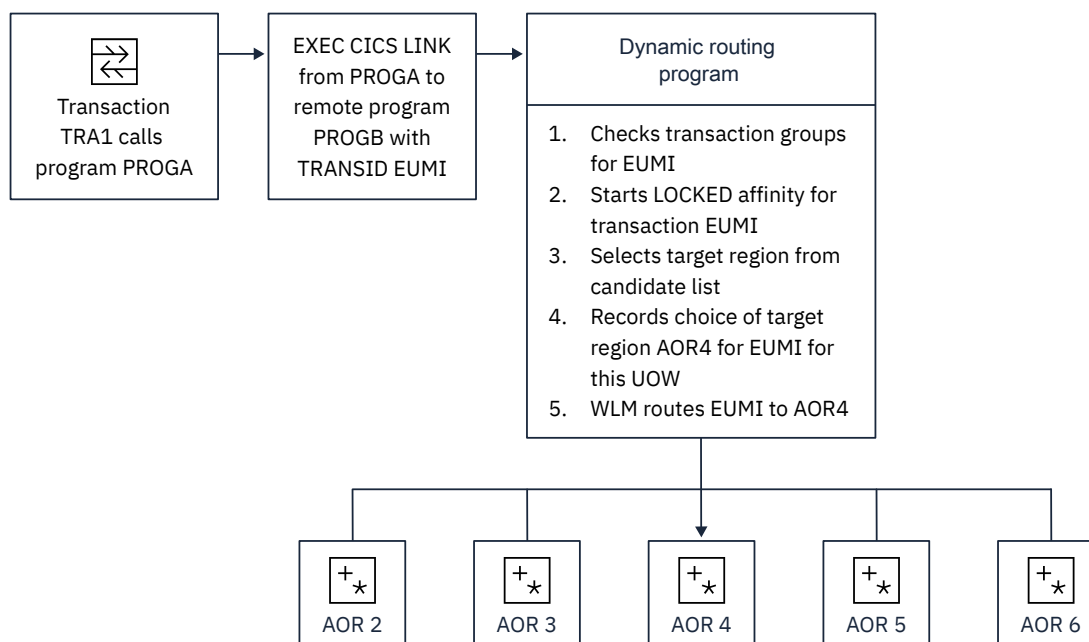 Transaction
TRA1 calls
program PROGA
EXEC CICS LINK
from PROGA to
remote program
PROGB with
TRANSID EUMI
Dynamic routing
program
1. Checks transaction groups
for EUMI
2. Starts LOCKED affinity for
transaction EUMI
3. Selects target region from
candidate list
4. Records choice of target
region AOR4 for EUMI for
this UOW
5. WLM routes EUMI to AOR4
AOR 2
AOR 3
AOR 4
AOR 5
AOR 6